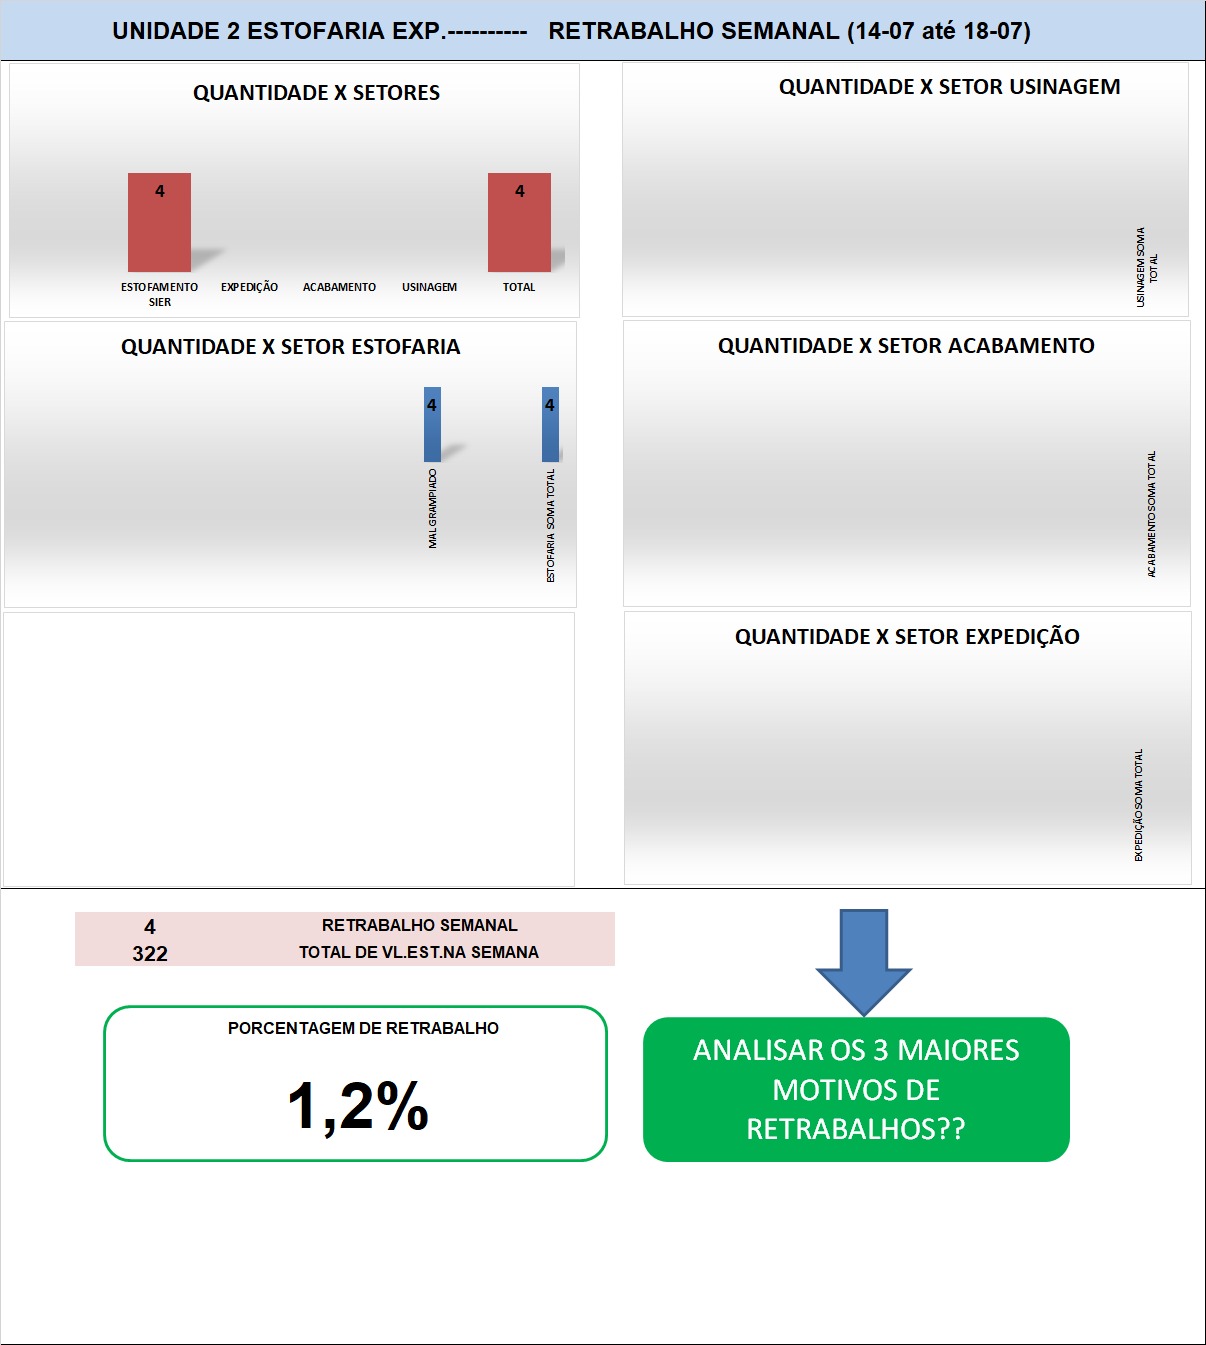 UNIDADE 2 ESTOFARIA EXP.---------- RETRABALHO SEMANAL (14-07 até 18-07)
QUANTIDADE X SETORES
4
4
ESTOFAMENTO
SIER
EXPEDIÇÃO
ACABAMENTO
USINAGEM
TOTAL
QUANTIDADE X SETOR USINAGEM
USINAGEM SOMA
TOTAL
QUANTIDADE X SETOR ESTOFARIA
4
4
MAL GRAMPIADO
ESTOFARIA SOMA TOTAL
QUANTIDADE X SETOR ACABAMENTO
ACABAMENTO SOMA TOTAL
QUANTIDADE X SETOR EXPEDIÇÃO
EXPEDIÇÃO SOMA TOTAL
4 RETRABALHO SEMANAL
322 TOTAL DE VL.EST.NA SEMANA
PORCENTAGEM DE RETRABALHO
1,2%
ANALISAR OS 3 MAIORES
MOTIVOS DE
RETRABALHOS??